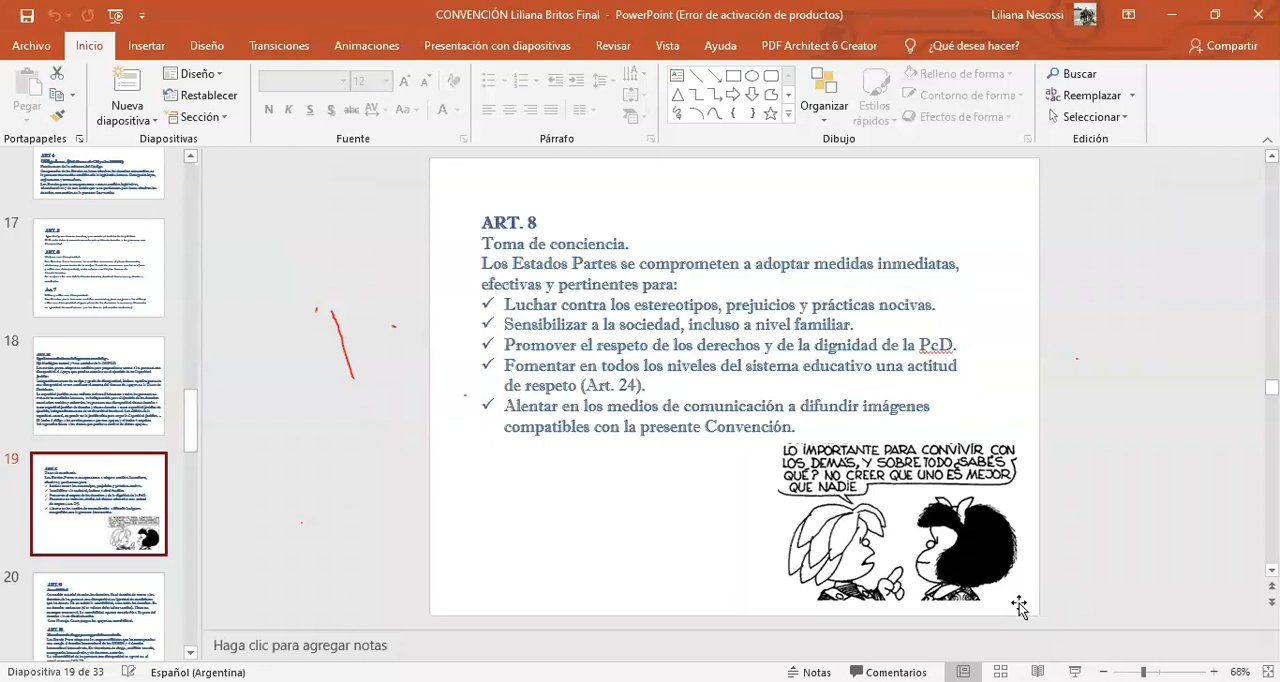 CONVENCIÓN Liliana Britos Final - PowerPoint (Error de activación de productos)
Liliana Nesossi
Archivo Inicio Insertar Diseño Transiciones Animaciones Presentación con diapositivas Revisar Vista Ayuda PDF Architect 6 Creator ¿Qué desea hacer? Compartir
Pegar
Portapapeles
Nueva diapositiva
Diseño
Restablecer
Sección
Diapositivas
12
N K S S abc AV Aa A
Fuente
Párrafo
Organizar
Estilos rápidos
Relleno de forma
Contorno de forma
Efectos de forma
Dibujo
Buscar
Reemplazar
Seleccionar
Edición
17
18
19
20
ART. 8
Toma de conciencia.
Los Estados Partes se comprometen a adoptar medidas inmediatas,
efectivas y pertinentes para:
✓ Luchar contra los estereotipos, prejuicios y prácticas nocivas.
✓ Sensibilizar a la sociedad, incluso a nivel familiar.
✓ Promover el respeto de los derechos y de la dignidad de la PcD.
✓ Fomentar en todos los niveles del sistema educativo una actitud
de respeto (Art. 24).
✓ Alentar en los medios de comunicación a difundir imágenes
compatibles con la presente Convención.
LO IMPORTANTE PARA CONVIVIR CON
LOS DEMÁS, Y SOBRE TODO ¿SABES
QUÉ? NO CREER QUE UNO ES MEJOR
QUE NADIE
Haga clic para agregar notas
Diapositiva 19 de 33 Español (Argentina) Notas Comentarios 68%